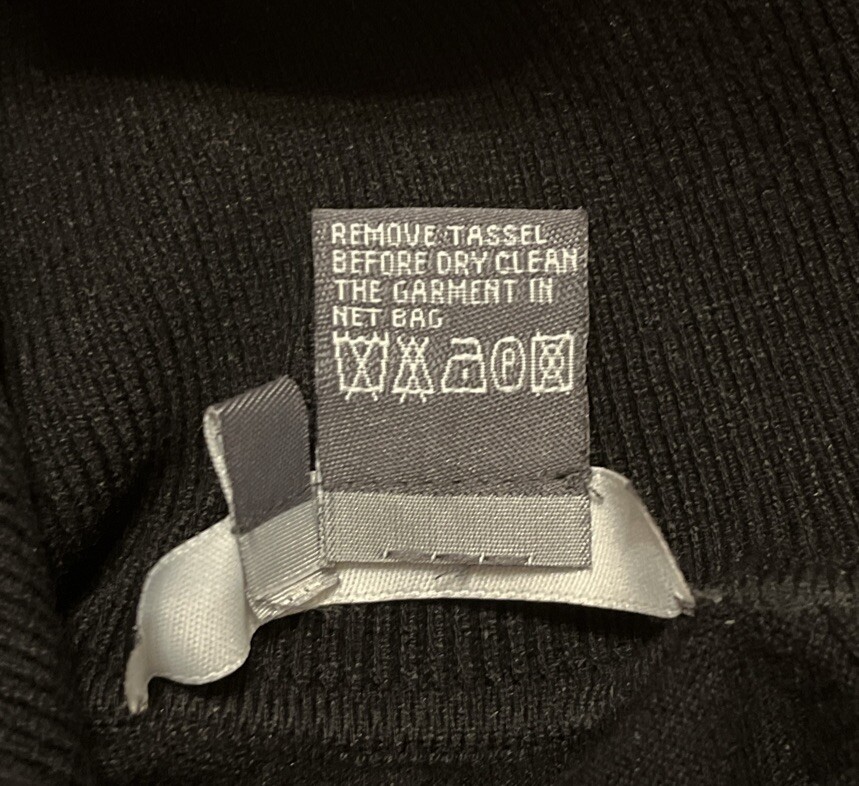 REMOVE TASSEL
BEFORE DRY CLEAN
THE GARMENT IN
NET BAG
P